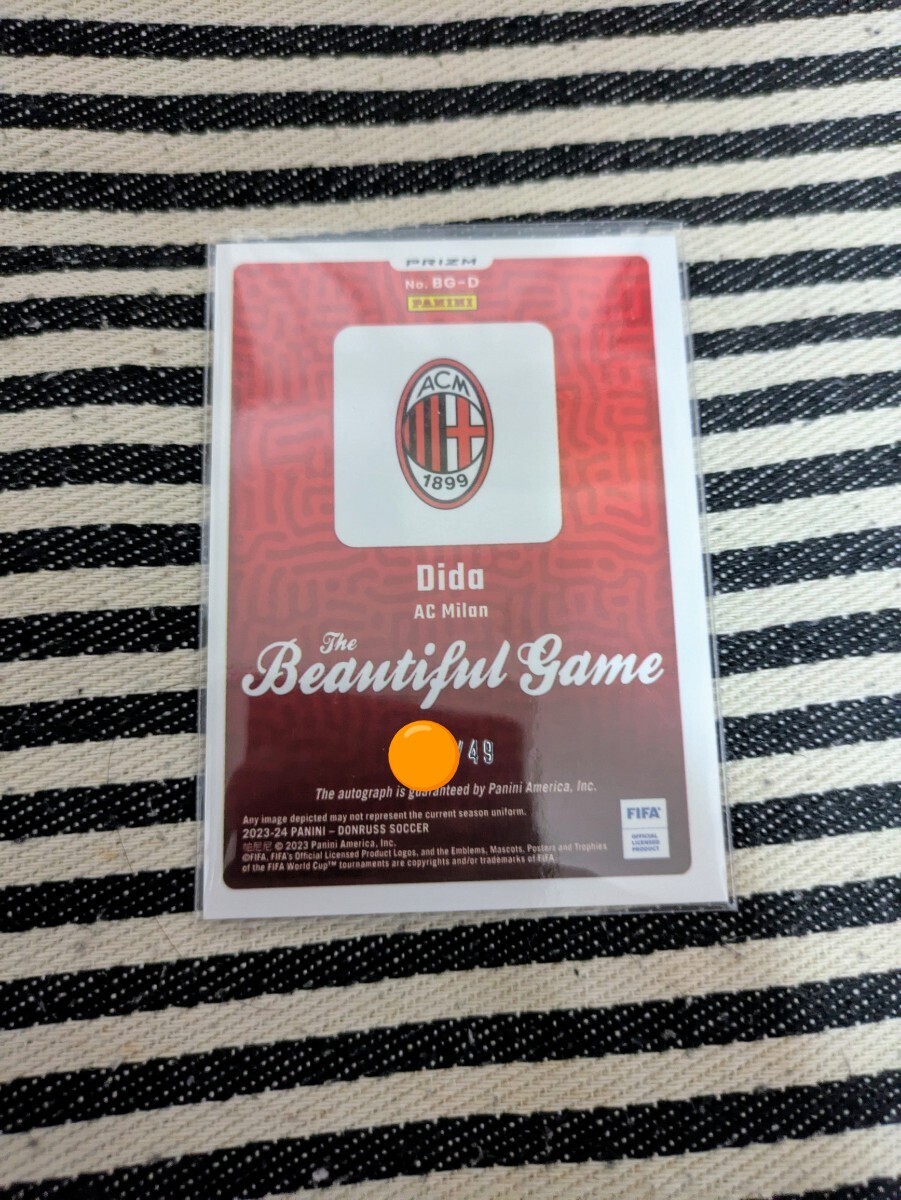 PRIZM
No. BG-D
PANINI
ACM
1899
Dida
AC Milan
The
Beautiful Game
/49
The autograph is guaranteed by Panini America, Inc.
Any image depicted may not represent the current season uniform.
2023-24 PANINI – DONRUSS SOCCER
帕尼尼 © 2023 Panini America, Inc.
©FIFA, FIFA's Official Licensed Product Logos, and the Emblems, Mascots, Posters and Trophies
of the FIFA World Cup™ tournaments are copyrights and/or trademarks of FIFA.
FIFA®
OFFICIAL
LICENSED
PRODUCT